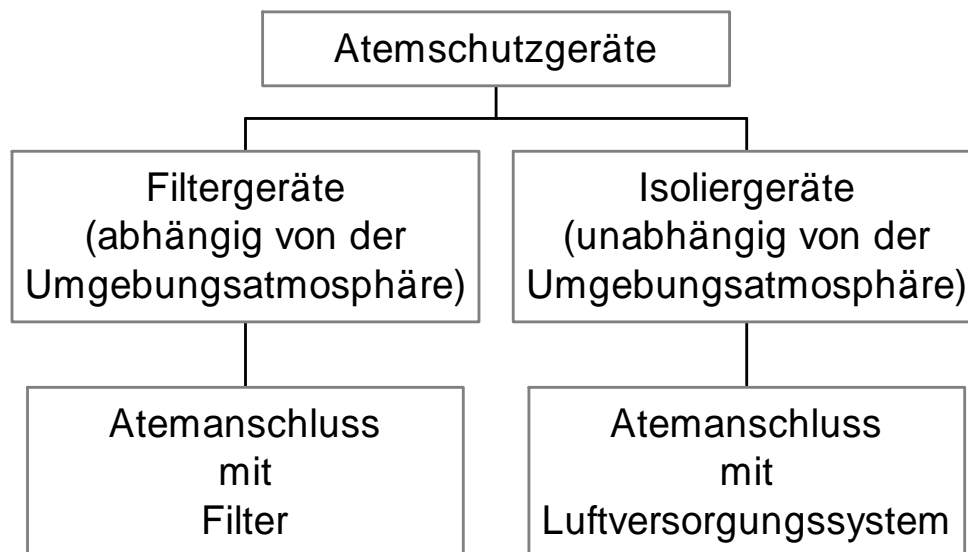 Atemschutzgeräte
Filtergeräte
(abhängig von der
Umgebungsatmosphäre)
Isoliergeräte
(unabhängig von der
Umgebungsatmosphäre)
Atemanschluss
mit
Filter
Atemanschluss
mit
Luftversorgungssystem